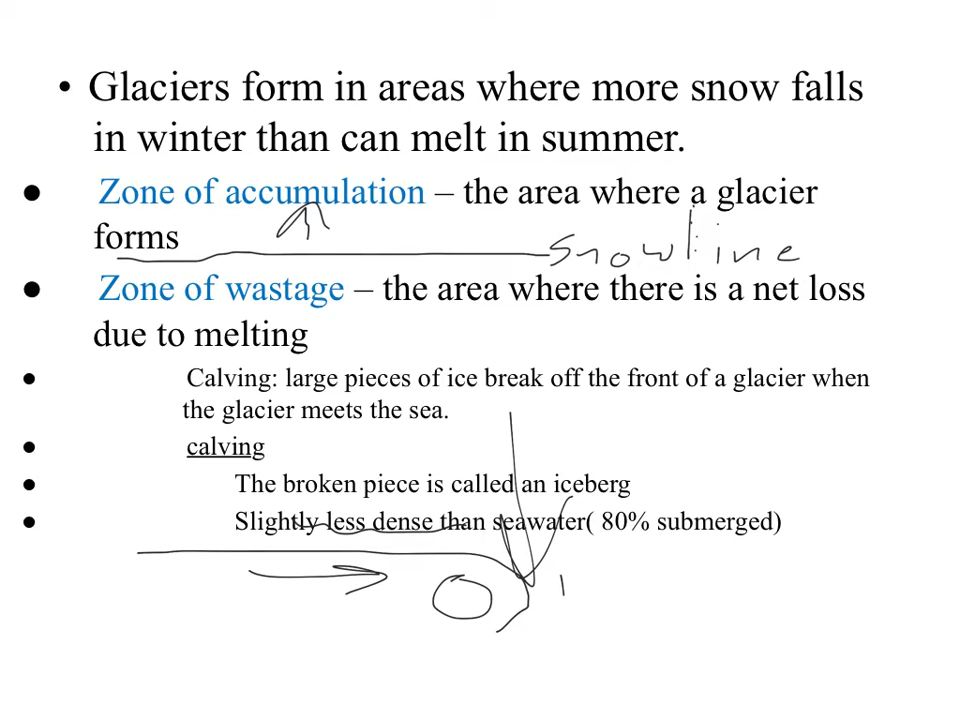 • Glaciers form in areas where more snow falls
in winter than can melt in summer.
● Zone of accumulation – the area where a glacier
forms
snowline
● Zone of wastage – the area where there is a net loss
due to melting
● Calving: large pieces of ice break off the front of a glacier when
the glacier meets the sea.
● calving
● The broken piece is called an iceberg
● Slightly less dense than seawater( 80% submerged)